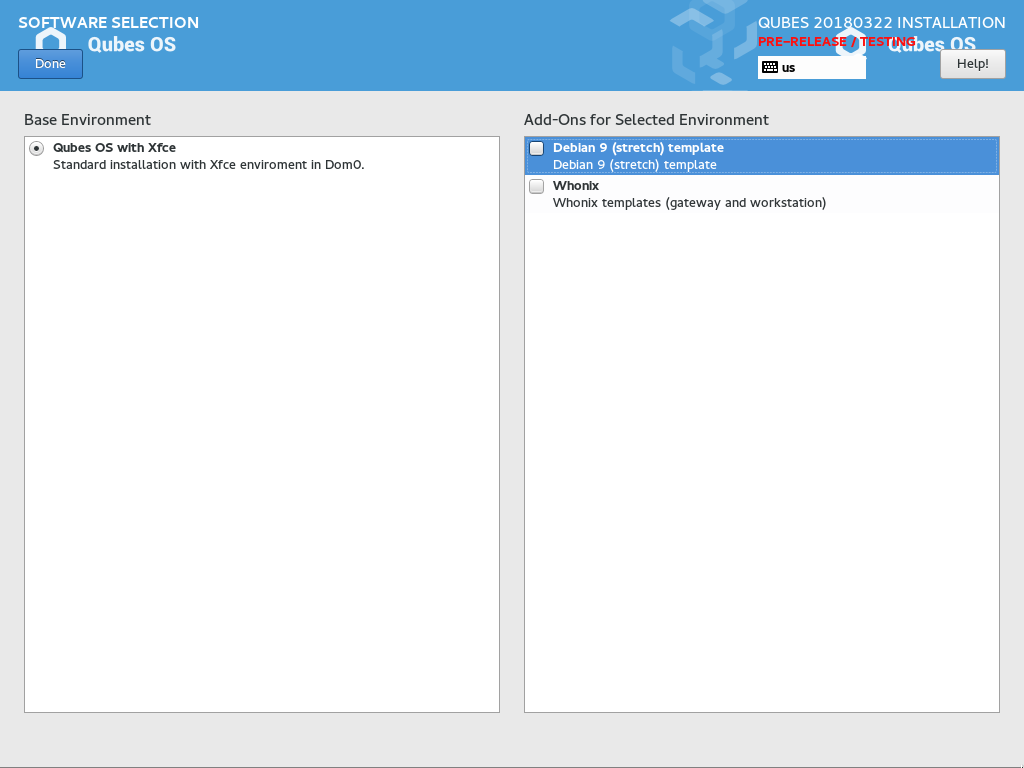 SOFTWARE SELECTION
Qubes OS
Done
QUBES 20180322 INSTALLATION
PRE-RELEASE / TESTING
Qubes OS
us
Help!
Base Environment
Qubes OS with Xfce
Standard installation with Xfce enviroment in Dom0.
Add-Ons for Selected Environment
Debian 9 (stretch) template
Debian 9 (stretch) template
Whonix
Whonix templates (gateway and workstation)